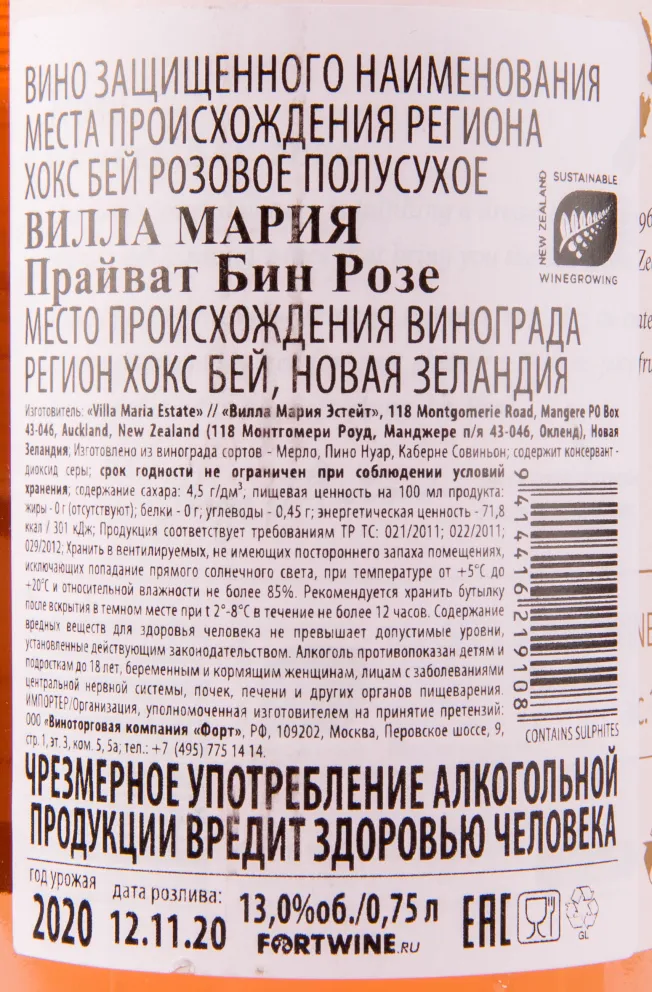 ВИНО ЗАЩИЩЕННОГО НАИМЕНОВАНИЯ
МЕСТА ПРОИСХОЖДЕНИЯ РЕГИОНА
ХОКС БЕЙ РОЗОВОЕ ПОЛУСУХОЕ
ВИЛЛА МАРИЯ
Прайват Бин Розе
МЕСТО ПРОИСХОЖДЕНИЯ ВИНОГРАДА
РЕГИОН ХОКС БЕЙ, НОВАЯ ЗЕЛАНДИЯ
SUSTAINABLE
NEW ZEALAND
WINEGROWING
Изготовитель: «Villa Maria Estate» // «Вилла Мария Эстейт», 118 Montgomerie Road, Mangere PO Box
43-046, Auckland, New Zealand (118 Монтгомери Роуд, Манджере п/я 43-046, Окленд), Новая
Зеландия; Изготовлено из винограда сортов - Мерло, Пино Нуар, Каберне Совиньон; содержит консервант -
диоксид серы; срок годности не ограничен при соблюдении условий
хранения; содержание сахара: 4,5 г/дм³, пищевая ценность на 100 мл продукта:
жиры - 0 г (отсутствуют); белки - 0 г; углеводы - 0,45 г; энергетическая ценность - 71,8
ккал / 301 кДж; Продукция соответствует требованиям ТР ТС: 021/2011; 022/2011;
029/2012; Хранить в вентилируемых, не имеющих постороннего запаха помещениях,
исключающих попадание прямого солнечного света, при температуре от +5°С до
+20°С и относительной влажности не более 85%. Рекомендуется хранить бутылку
после вскрытия в темном месте при t 2°-8°С в течение не более 12 часов. Содержание
вредных веществ для здоровья человека не превышает допустимые уровни,
установленные действующим законодательством. Алкоголь противопоказан детям и
подросткам до 18 лет, беременным и кормящим женщинам, лицам с заболеваниями
центральной нервной системы, почек, печени и других органов пищеварения.
ИМПОРТЕР/Организация, уполномоченная изготовителем на принятие претензий:
ООО «Виноторговая компания «Форт», РФ, 109202, Москва, Перовское шоссе, 9,
стр. 1, эт. 3, ком. 5, 5а; тел.: +7 (495) 775 14 14.
9414416219108
CONTAINS SULPHITES
ЧРЕЗМЕРНОЕ УПОТРЕБЛЕНИЕ АЛКОГОЛЬНОЙ
ПРОДУКЦИИ ВРЕДИТ ЗДОРОВЬЮ ЧЕЛОВЕКА
год урожая
2020
дата розлива:
12.11.20
13,0%об./0,75 л
FORTWINE.RU
EAC
GL